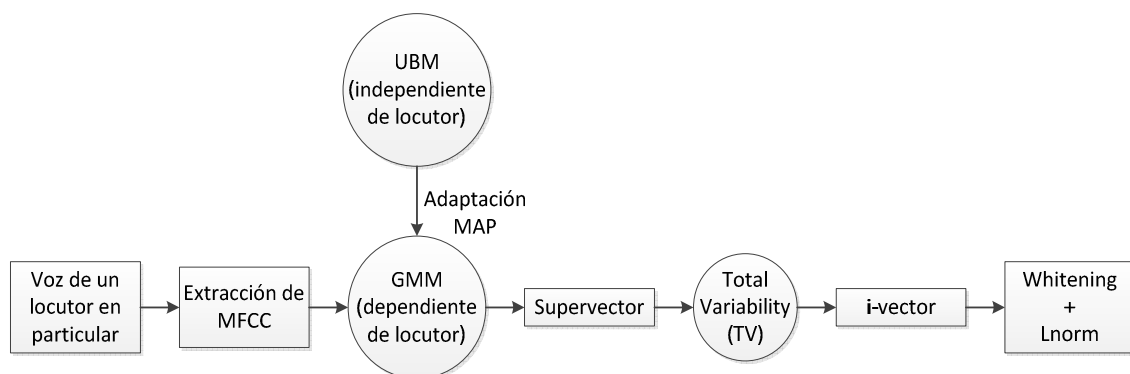 UBM
(independiente
de locutor)
Adaptación
MAP
Voz de un
locutor en
particular
Extracción de
MFCC
GMM
(dependiente
de locutor)
Supervector
Total
Variability
(TV)
i-vector
Whitening
+
Lnorm